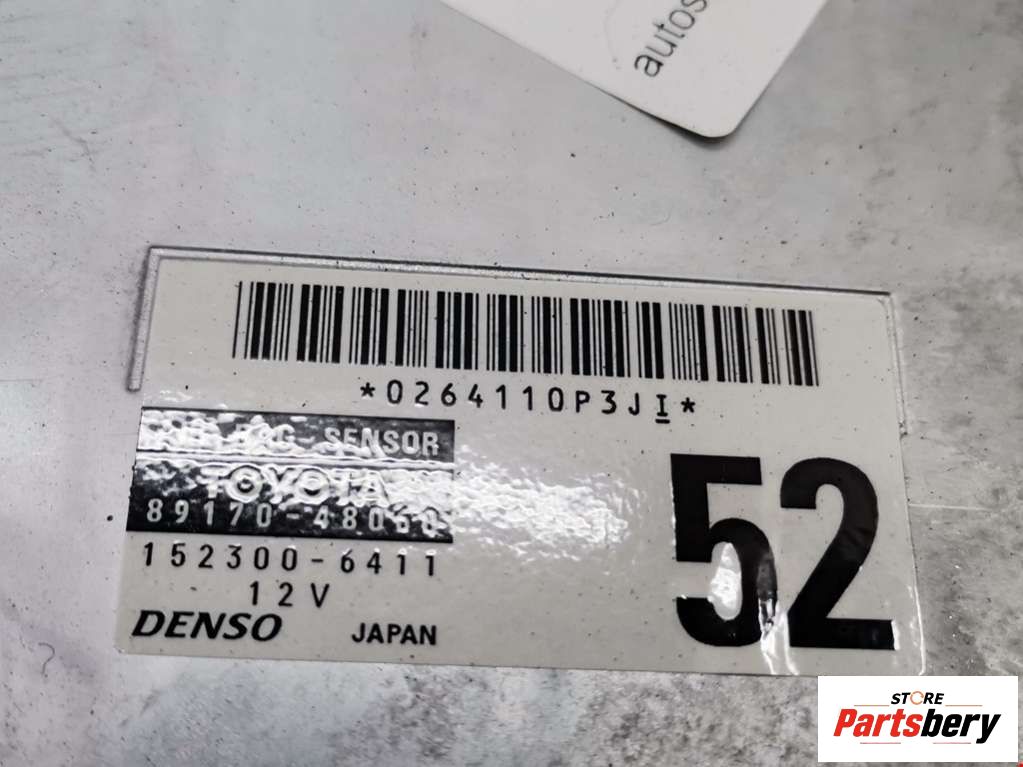 autos
*0264110P3JI*
AIR BAG SENSOR
TOYOTA
89170-48060
152300-6411
12V
DENSO JAPAN
52
STORE
Partsbery